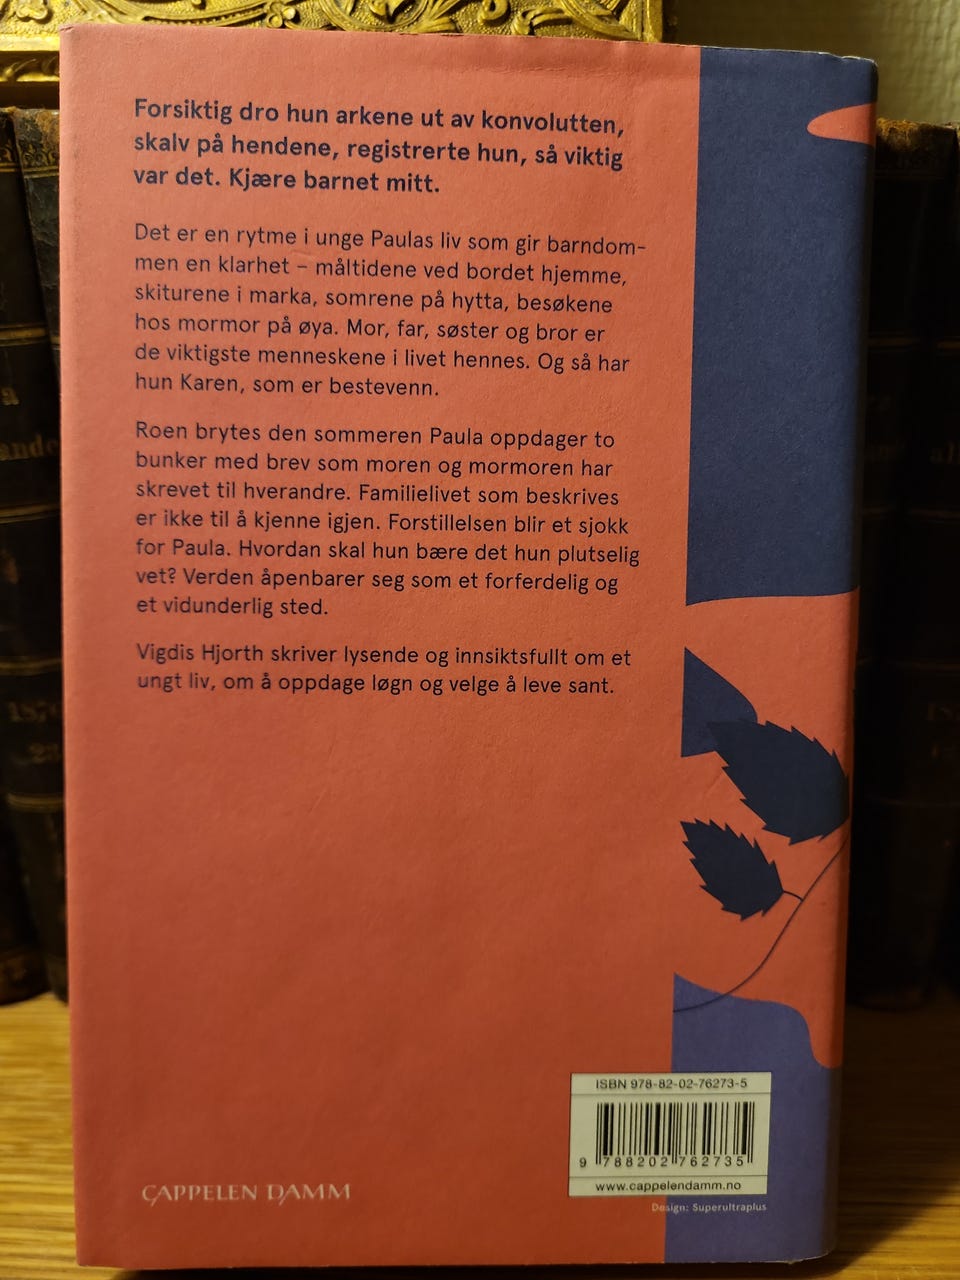 Forsiktig dro hun arkene ut av konvolutten,
skalv på hendene, registrerte hun, så viktig
var det. Kjære barnet mitt.
Det er en rytme i unge Paulas liv som gir barndom-
men en klarhet – måltidene ved bordet hjemme,
skiturene i marka, somrene på hytta, besøkene
hos mormor på øya. Mor, far, søster og bror er
de viktigste menneskene i livet hennes. Og så har
hun Karen, som er bestevenn.
Roen brytes den sommeren Paula oppdager to
bunker med brev som moren og mormoren har
skrevet til hverandre. Familielivet som beskrives
er ikke til å kjenne igjen. Forstillelsen blir et sjokk
for Paula. Hvordan skal hun bære det hun plutselig
vet? Verden åpenbarer seg som et forferdelig og
et vidunderlig sted.
Vigdis Hjorth skriver lysende og innsiktsfullt om et
ungt liv, om å oppdage løgn og velge å leve sant.
ISBN 978-82-02-76273-5
9 788202 762735
www.cappelendamm.no
Design: Superultraplus
CAPPELEN DAMM